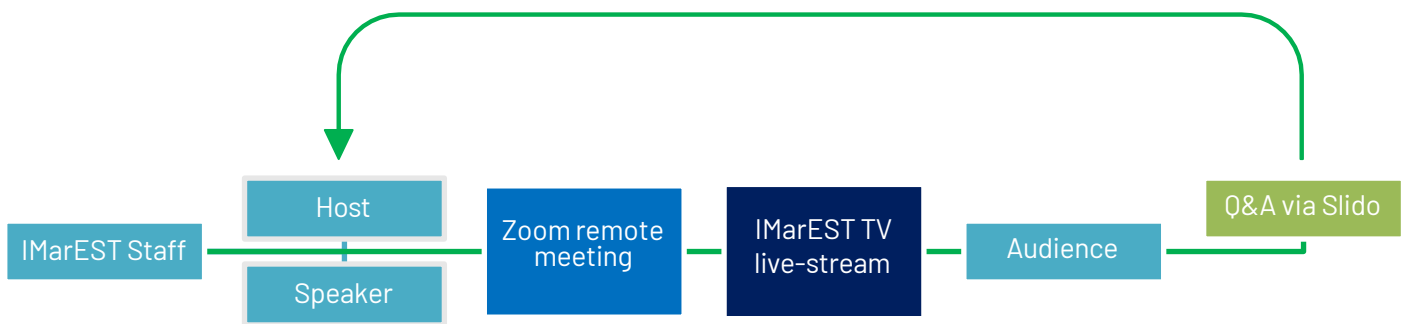 IMarEST Staff
Host
Speaker
Zoom remote
meeting
IMarEST TV
live-stream
Audience
Q&A via Slido